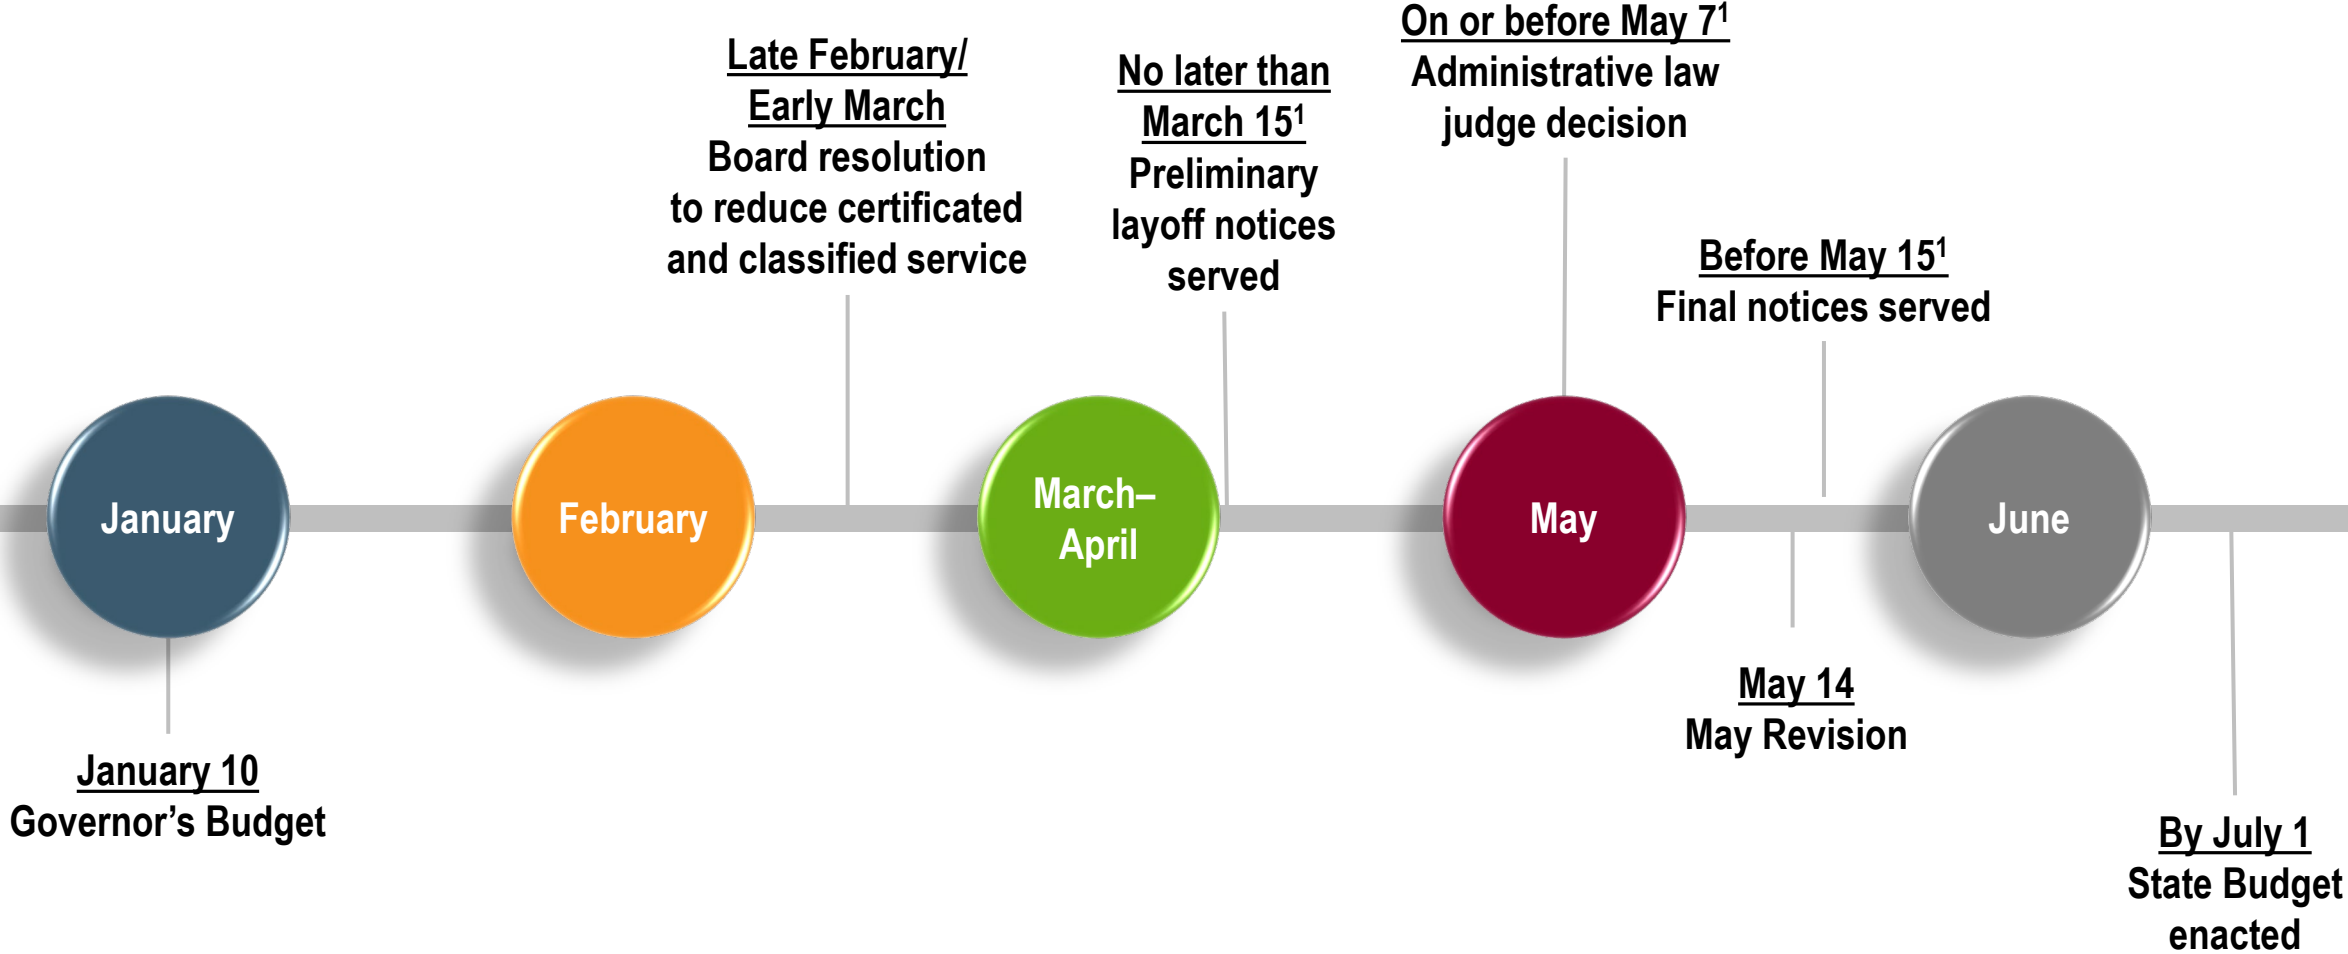 Late February/
Early March
Board resolution
to reduce certificated
and classified service
No later than
March 15¹
Preliminary
layoff notices
served
On or before May 7¹
Administrative law
judge decision
Before May 15¹
Final notices served
January
February
March–
April
May
June
January 10
Governor’s Budget
May 14
May Revision
By July 1
State Budget
enacted